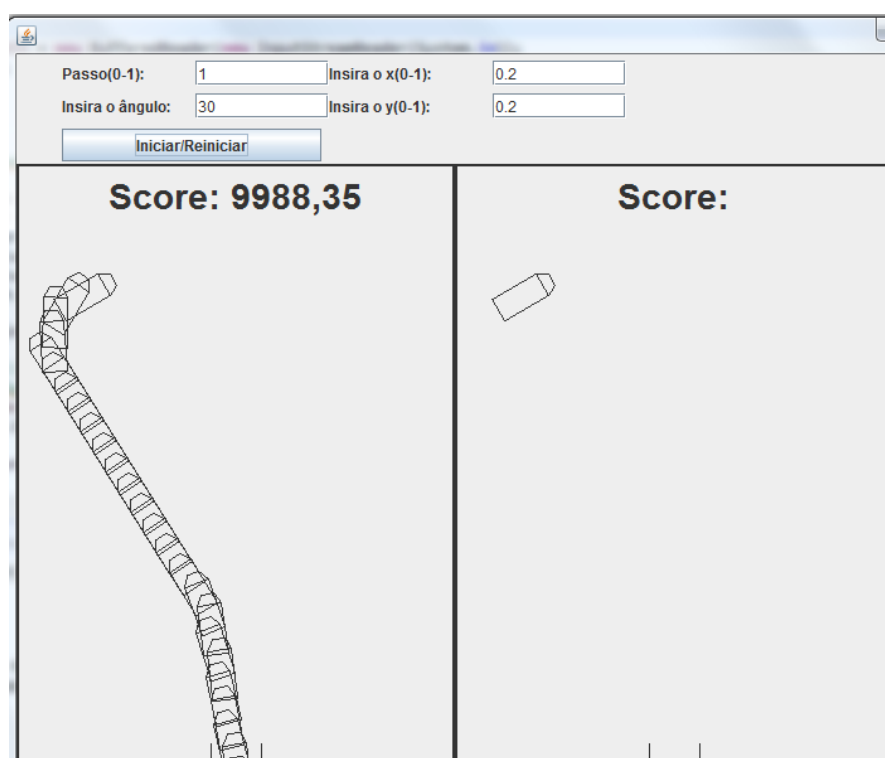 Passo(0-1): 1 Insira o x(0-1): 0.2
Insira o ângulo: 30 Insira o y(0-1): 0.2
Iniciar/Reiniciar
Score: 9988,35 Score: